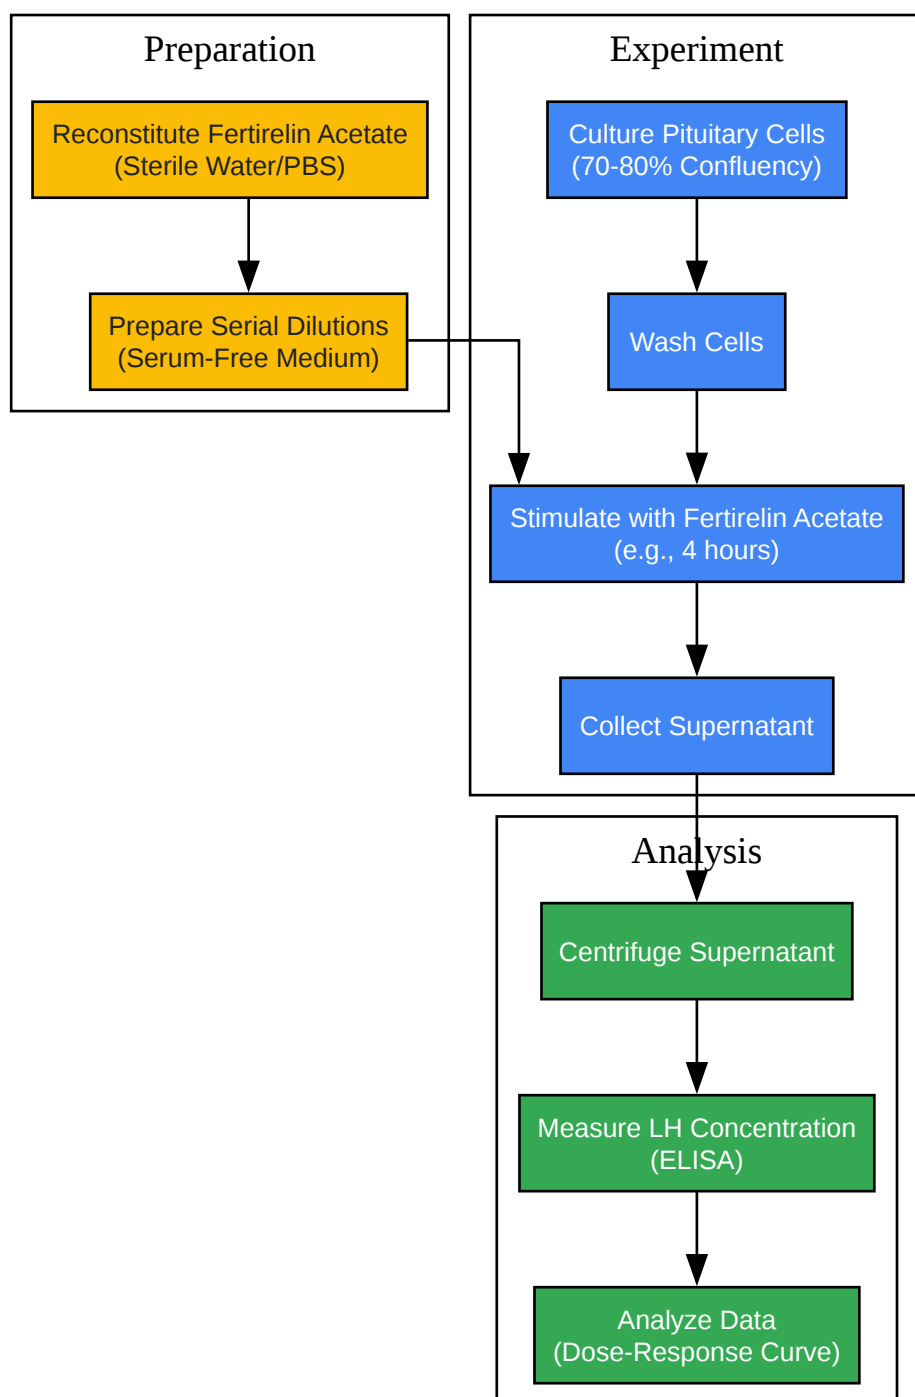 Preparation
Reconstitute Fertirelin Acetate
(Sterile Water/PBS)
Prepare Serial Dilutions
(Serum-Free Medium)
Experiment
Culture Pituitary Cells
(70-80% Confluency)
Wash Cells
Stimulate with Fertirelin Acetate
(e.g., 4 hours)
Collect Supernatant
Analysis
Centrifuge Supernatant
Measure LH Concentration
(ELISA)
Analyze Data
(Dose-Response Curve)